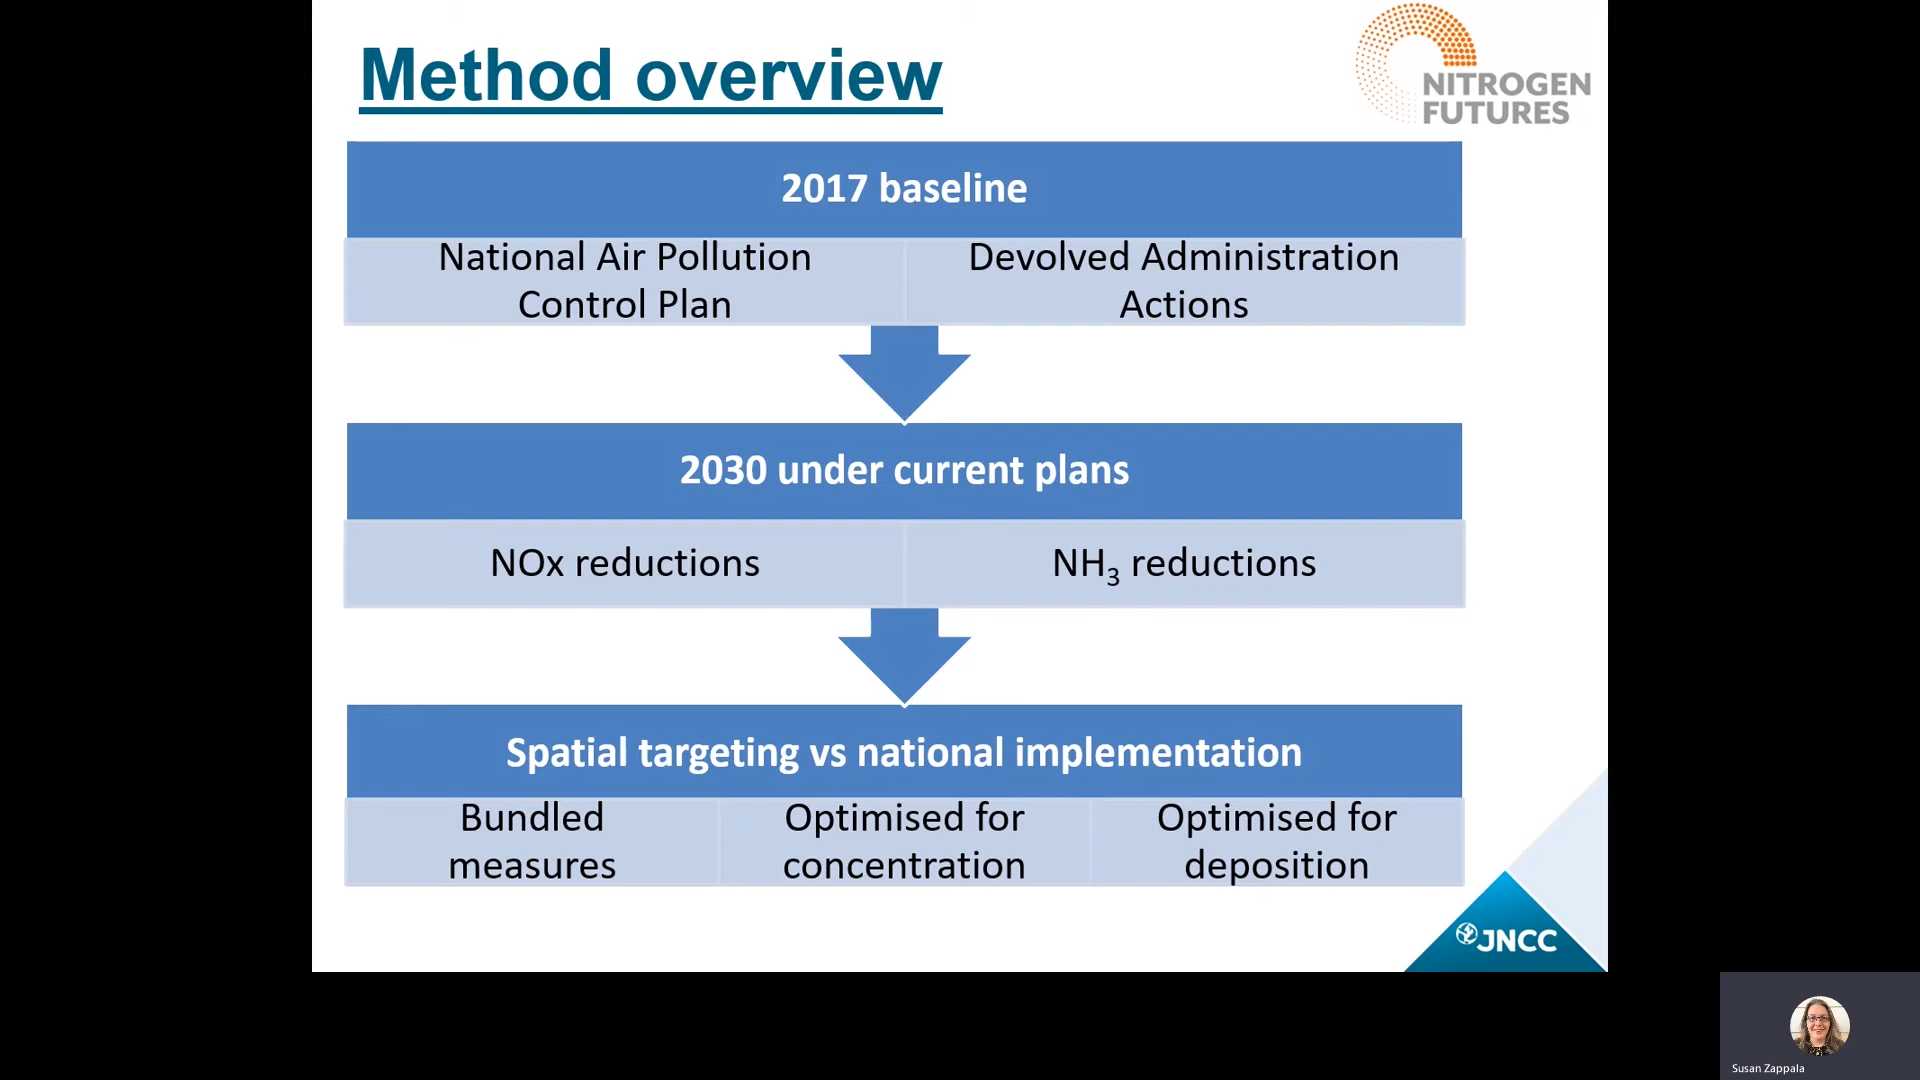 Method overview
NITROGEN
FUTURES
2017 baseline
National Air Pollution
Control Plan
Devolved Administration
Actions
2030 under current plans
NOx reductions
NH₃ reductions
Spatial targeting vs national implementation
Bundled
measures
Optimised for
concentration
Optimised for
deposition
JNCC
Susan Zappala